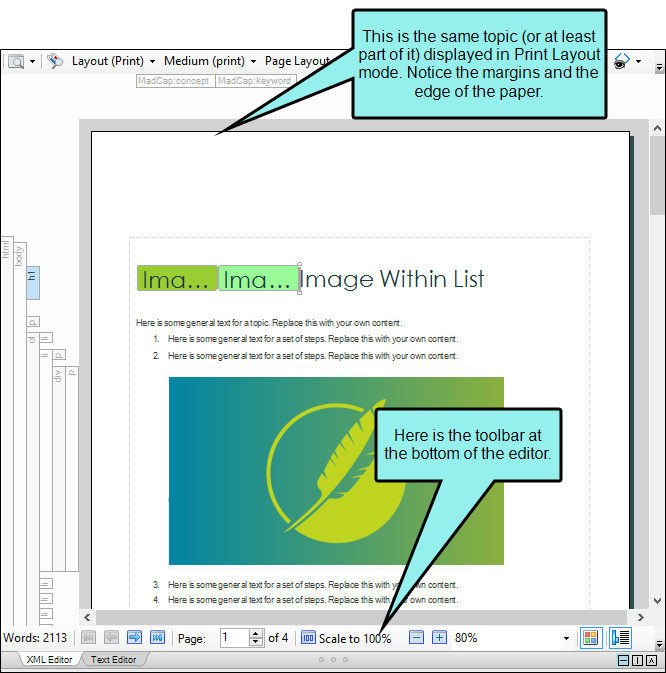 This is the same topic (or at least
part of it) displayed in Print Layout
mode. Notice the margins and the
edge of the paper.
Layout (Print) Medium (print) Page Layout
MadCap:concept MadCap:keyword
html
body
h1
p
ol
li
li p
div p
li
li
li
Ima... Ima... Image Within List
Here is some general text for a topic. Replace this with your own content.
1. Here is some general text for a set of steps. Replace this with your own content.
2. Here is some general text for a set of steps. Replace this with your own content.
Here is the toolbar at
the bottom of the editor.
3. Here is some general text for a set of steps. Replace this with your own content.
4. Here is some general text for a set of steps. Replace this with your own content.
Words: 2113 Page: 1 of 4 100 Scale to 100% 80%
XML Editor Text Editor A